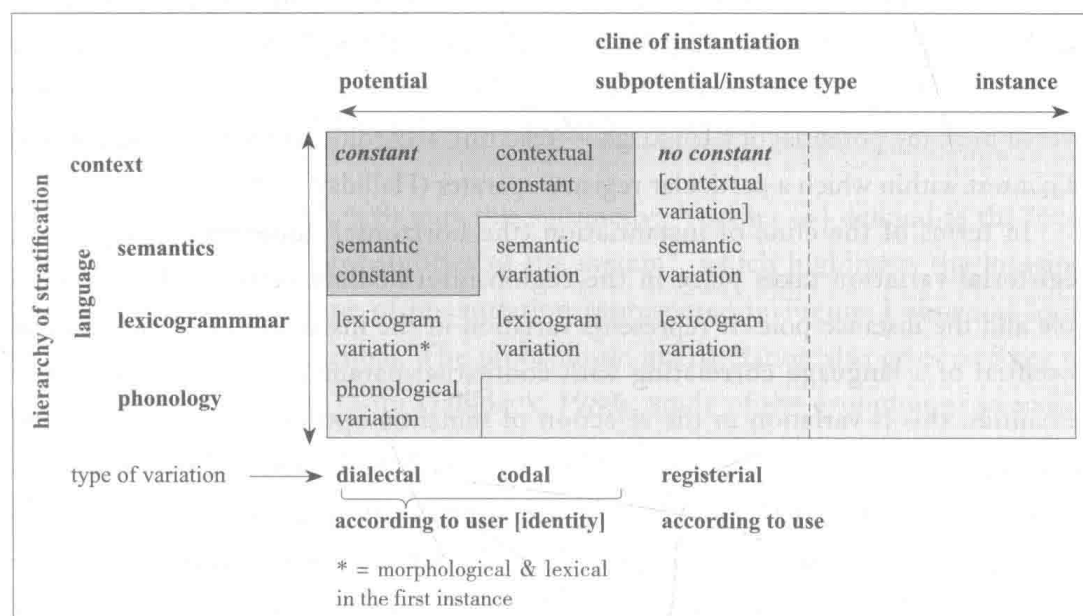 cline of instantiation
potential subpotential/instance type instance
hierarchy of stratification
language
context
constant contextual no constant
constant [contextual
variation]
semantics
semantic semantic semantic
constant variation variation
lexicogrammmar
lexicogram lexicogram lexicogram
variation* variation variation
phonology
phonological
variation
type of variation dialectal codal registerial
according to user [identity] according to use
* = morphological & lexical
in the first instance